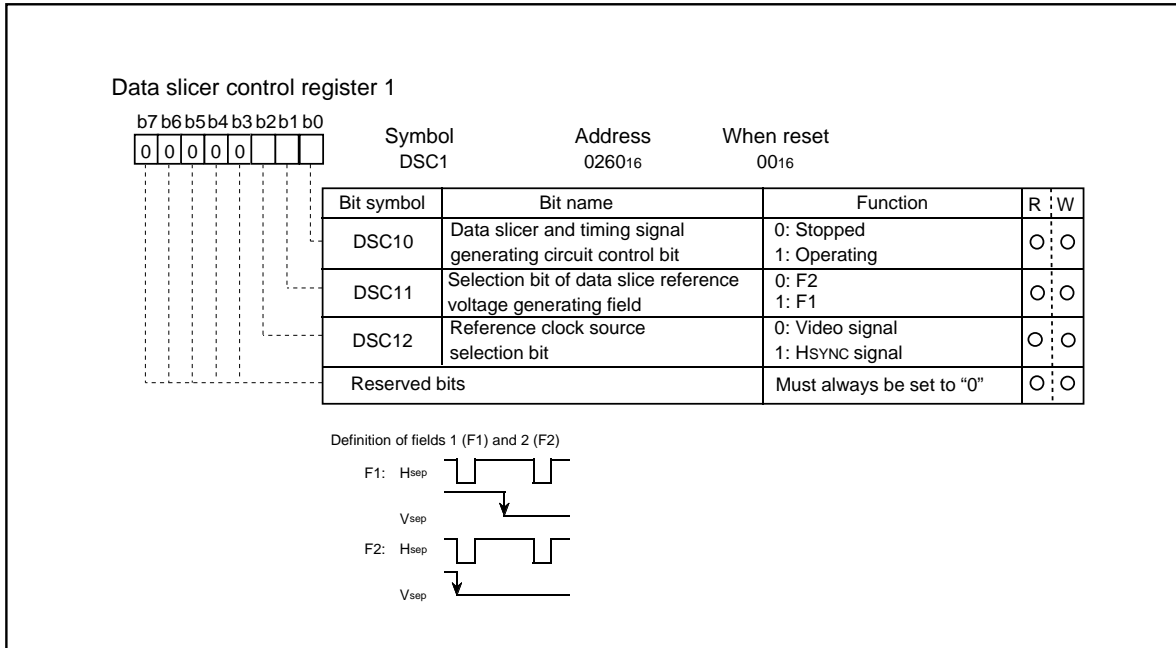 Data slicer control register 1
b7 b6 b5 b4 b3 b2 b1 b0
Symbol Address When reset
0 0 0 0 0
DSC1 026016 0016
Bit symbol Bit name Function R W
DSC10 Data slicer and timing signal generating circuit control bit 0: Stopped 1: Operating O O
DSC11 Selection bit of data slice reference voltage generating field 0: F2 1: F1 O O
DSC12 Reference clock source selection bit 0: Video signal 1: HSYNC signal O O
Reserved bits Must always be set to “0” O O
Definition of fields 1 (F1) and 2 (F2)
F1: Hsep
Vsep
F2: Hsep
Vsep